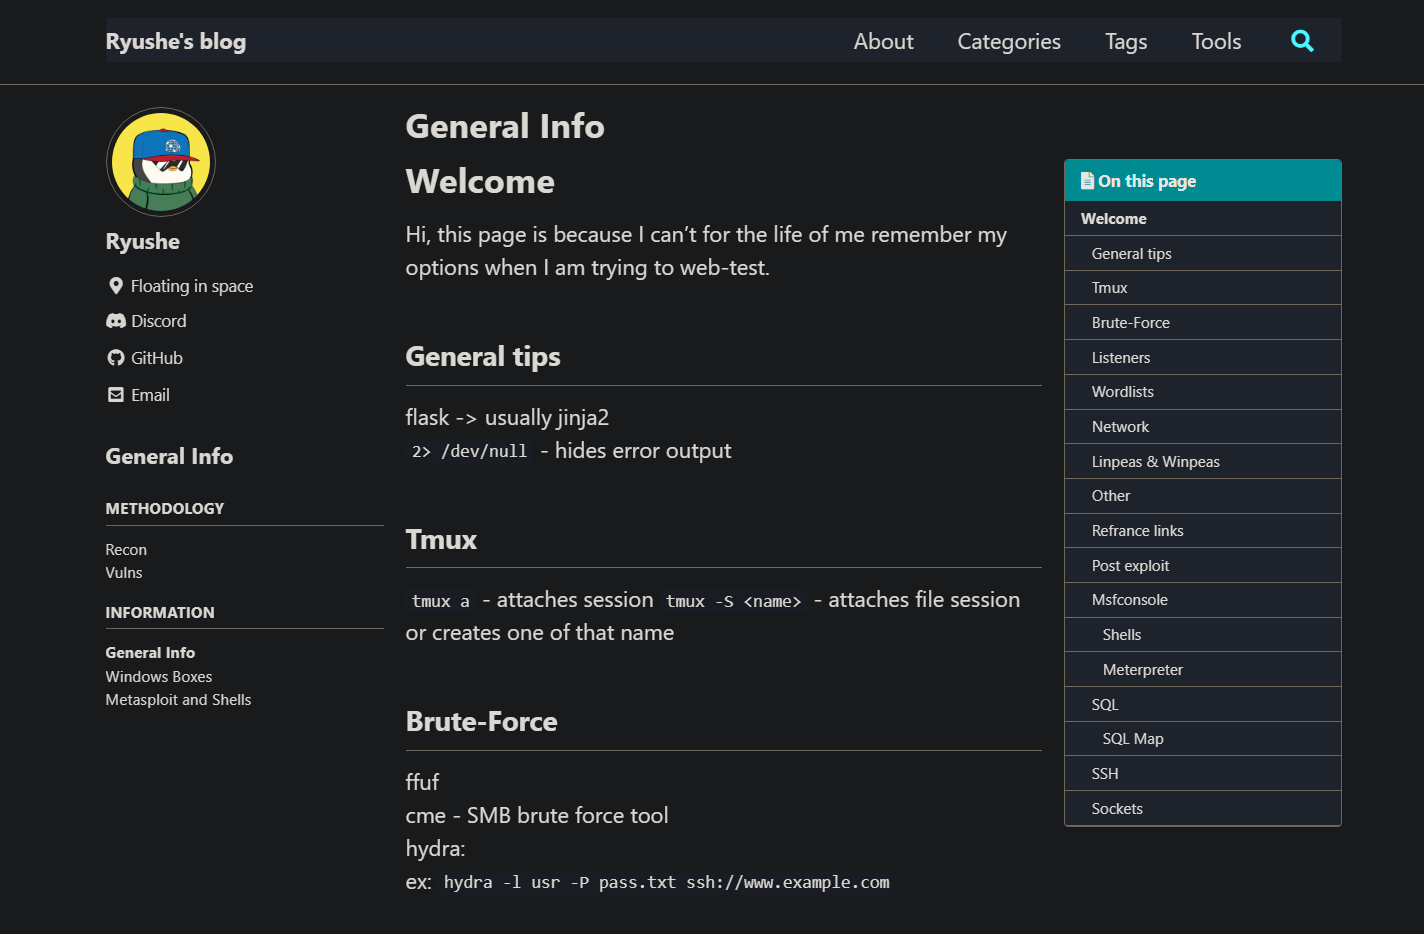 Ryushe's blog
About Categories Tags Tools
Ryushe
Floating in space
Discord
GitHub
Email
General Info
METHODOLOGY
Recon
Vulns
INFORMATION
General Info
Windows Boxes
Metasploit and Shells
General Info
Welcome
Hi, this page is because I can’t for the life of me remember my
options when I am trying to web-test.
General tips
flask -> usually jinja2
2> /dev/null - hides error output
Tmux
tmux a - attaches session tmux -S <name> - attaches file session
or creates one of that name
Brute-Force
ffuf
cme - SMB brute force tool
hydra:
ex: hydra -l usr -P pass.txt ssh://www.example.com
On this page
Welcome
General tips
Tmux
Brute-Force
Listeners
Wordlists
Network
Linpeas & Winpeas
Other
Refrance links
Post exploit
Msfconsole
Shells
Meterpreter
SQL
SQL Map
SSH
Sockets